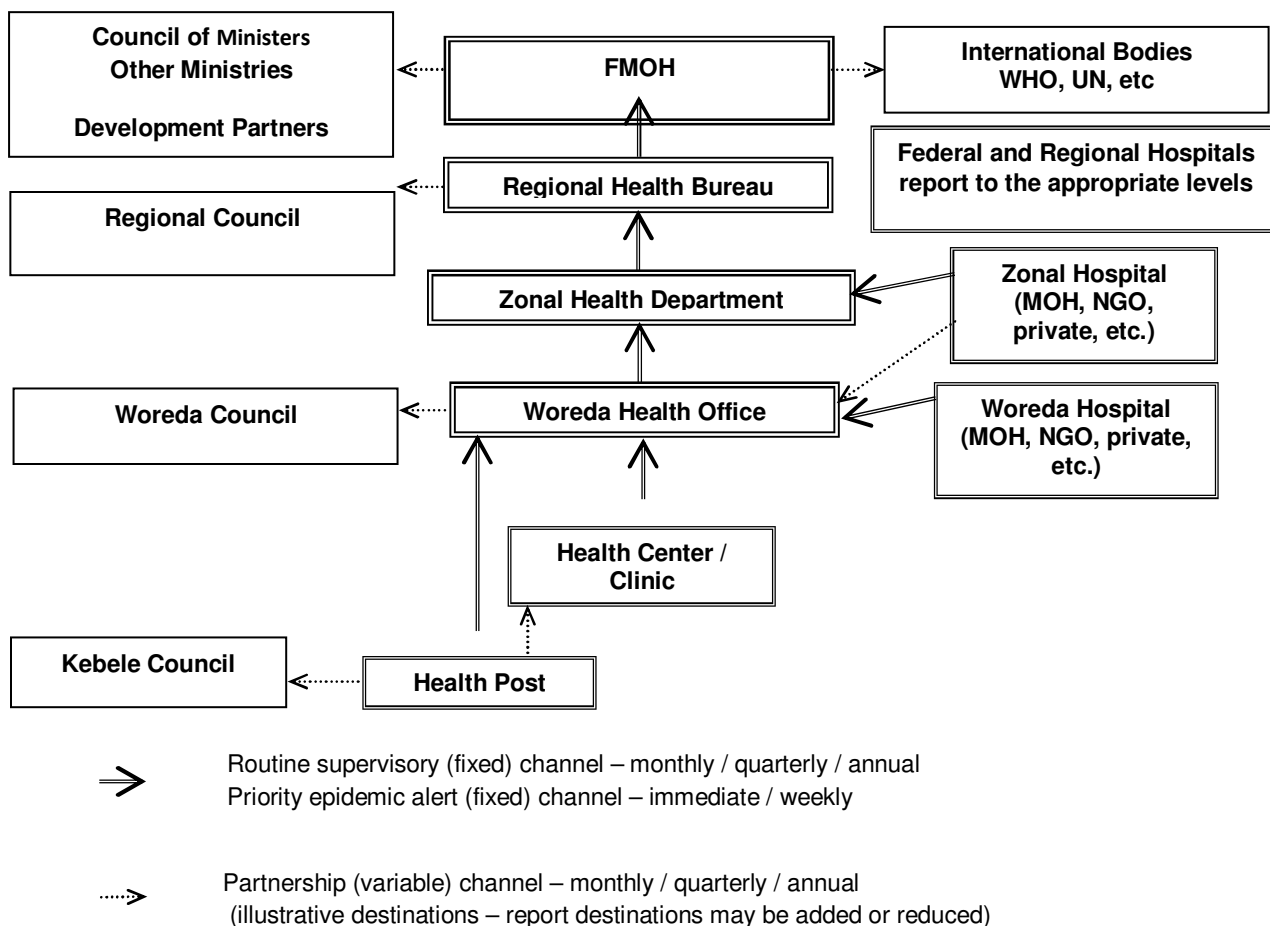 Council of Ministers
Other Ministries
Development Partners
FMOH
International Bodies
WHO, UN, etc
Federal and Regional Hospitals
report to the appropriate levels
Regional Health Bureau
Regional Council
Zonal Health Department
Zonal Hospital
(MOH, NGO,
private, etc.)
Woreda Council
Woreda Health Office
Woreda Hospital
(MOH, NGO, private,
etc.)
Health Center /
Clinic
Kebele Council
Health Post
Routine supervisory (fixed) channel – monthly / quarterly / annual
Priority epidemic alert (fixed) channel – immediate / weekly
Partnership (variable) channel – monthly / quarterly / annual
(illustrative destinations – report destinations may be added or reduced)